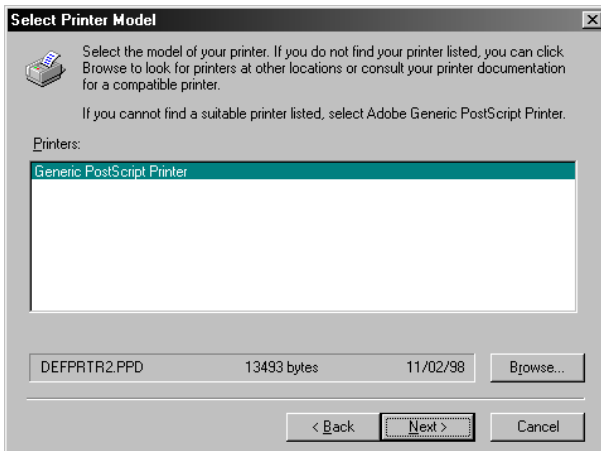 Select Printer Model
Select the model of your printer. If you do not find your printer listed, you can click
Browse to look for printers at other locations or consult your printer documentation
for a compatible printer.
If you cannot find a suitable printer listed, select Adobe Generic PostScript Printer.
Printers:
Generic PostScript Printer
DEFPRTR2.PPD 13493 bytes 11/02/98 Browse...
< Back Next > Cancel